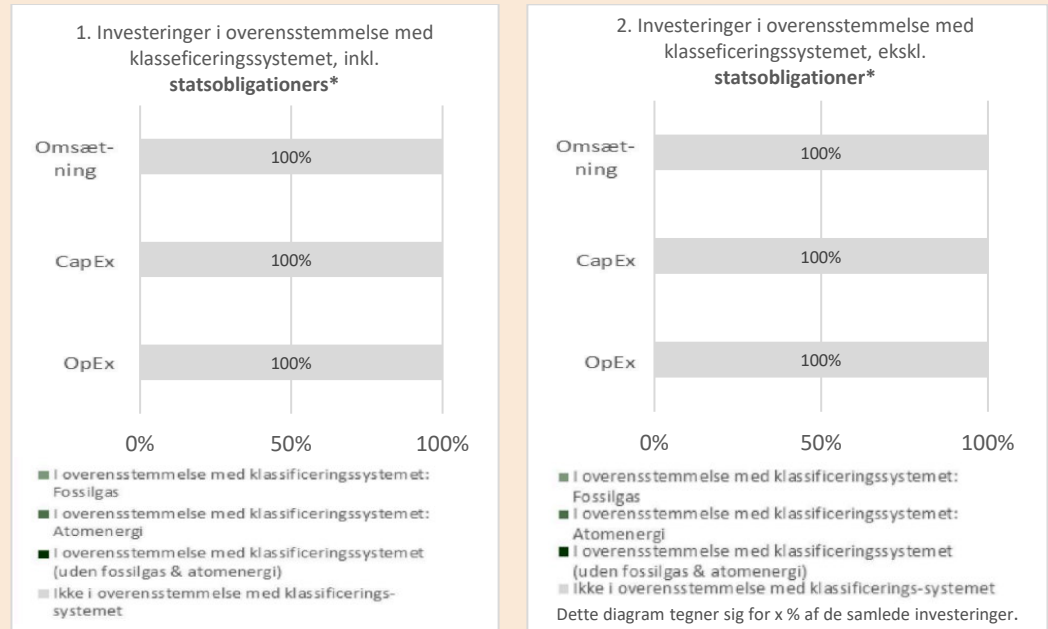 1. Investeringer i overensstemmelse med
klasseficeringssystemet, inkl.
statsobligationers*
Omsæt-
ning
100%
CapEx
100%
OpEx
100%
0%
50%
100%
I overensstemmelse med klassificeringssystemet:
Fossilgas
I overensstemmelse med klassificeringssystemet:
Atomenergi
I overensstemmelse med klassificeringssystemet
(uden fossilgas & atomenergi)
Ikke i overensstemmelse med klassificerings-
systemet
2. Investeringer i overensstemmelse med
klasseficeringssystemet, ekskl.
statsobligationer*
Omsæt-
ning
100%
CapEx
100%
OpEx
100%
0%
50%
100%
I overensstemmelse med klassificeringssystemet:
Fossilgas
I overensstemmelse med klassificeringssystemet:
Atomenergi
I overensstemmelse med klassificeringssystemet
(uden fossilgas & atomenergi)
Ikke i overensstemmelse med klassificerings-systemet
Dette diagram tegner sig for x % af de samlede investeringer.